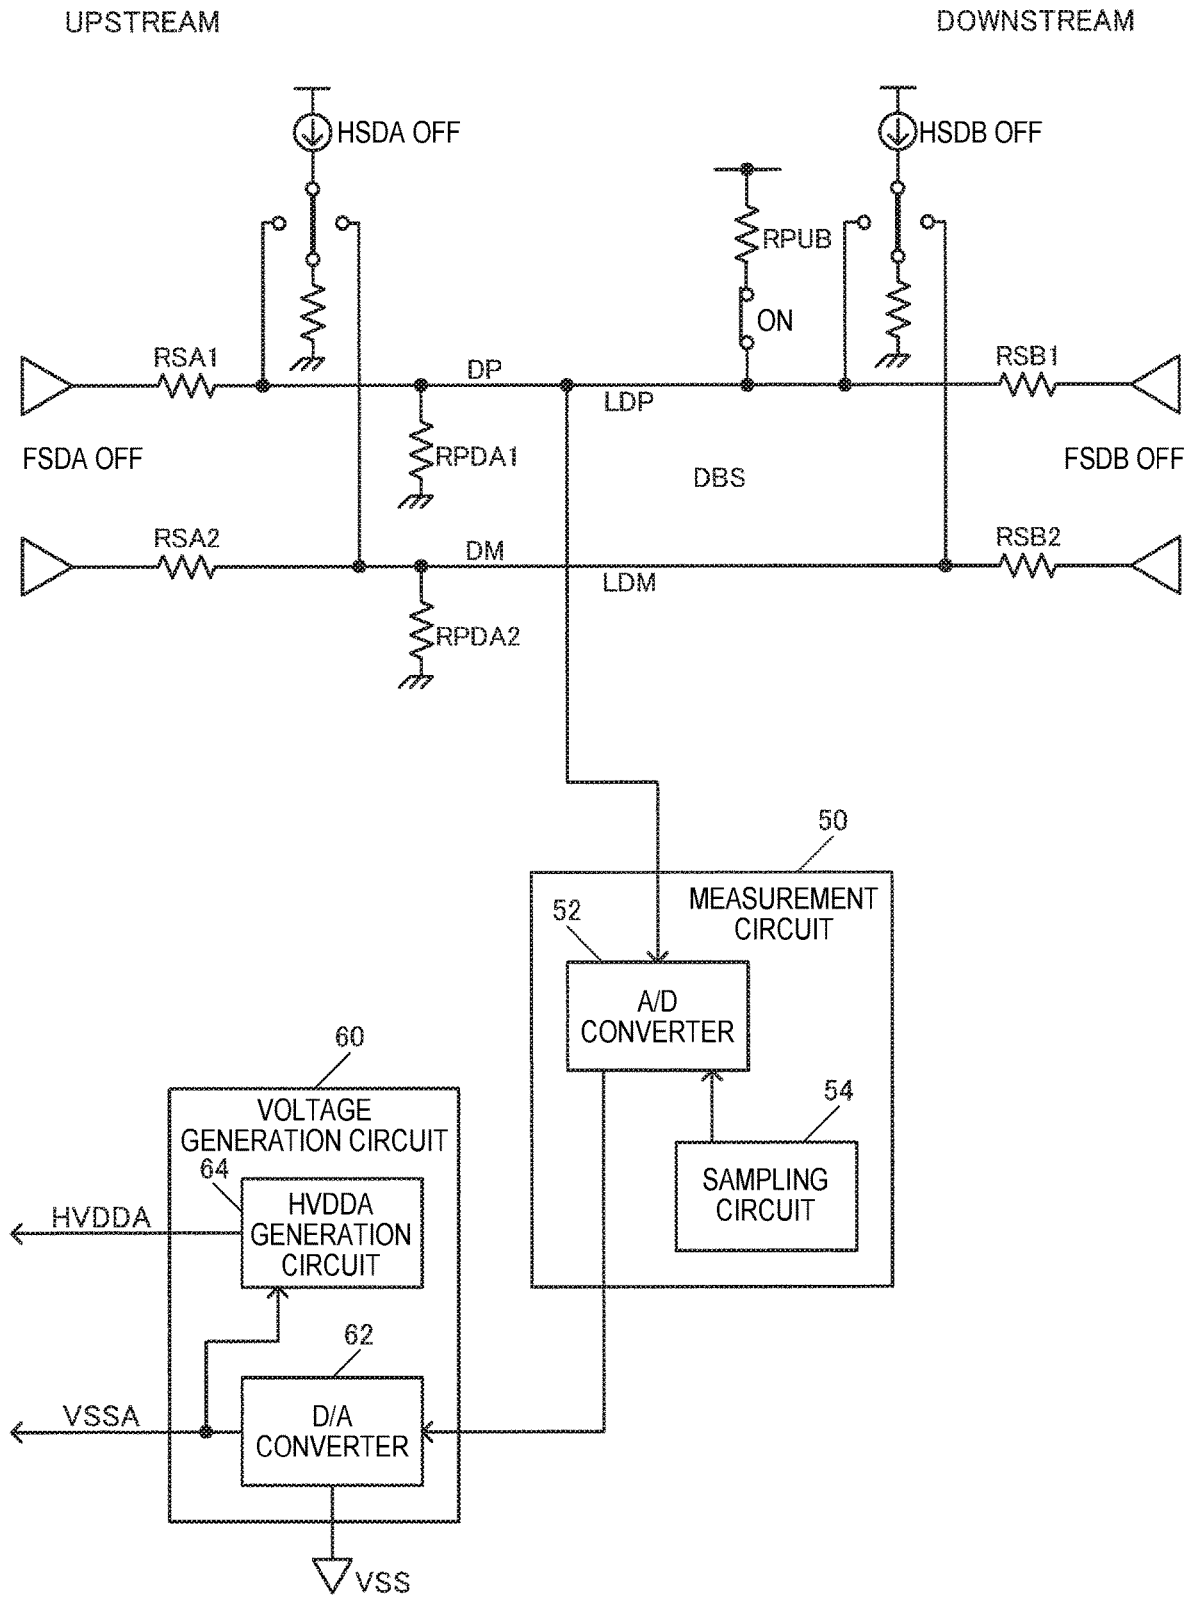 UPSTREAM
DOWNSTREAM
HSDA OFF
HSDB OFF
RPUB
ON
RSA1
DP
LDP
RSB1
FSDA OFF
RPDA1
DBS
FSDB OFF
RSA2
DM
LDM
RSB2
RPDA2
50
MEASUREMENT
CIRCUIT
52
A/D
CONVERTER
54
SAMPLING
CIRCUIT
60
VOLTAGE
GENERATION CIRCUIT
64
HVDDA
GENERATION
CIRCUIT
HVDDA
62
D/A
CONVERTER
VSSA
VSS